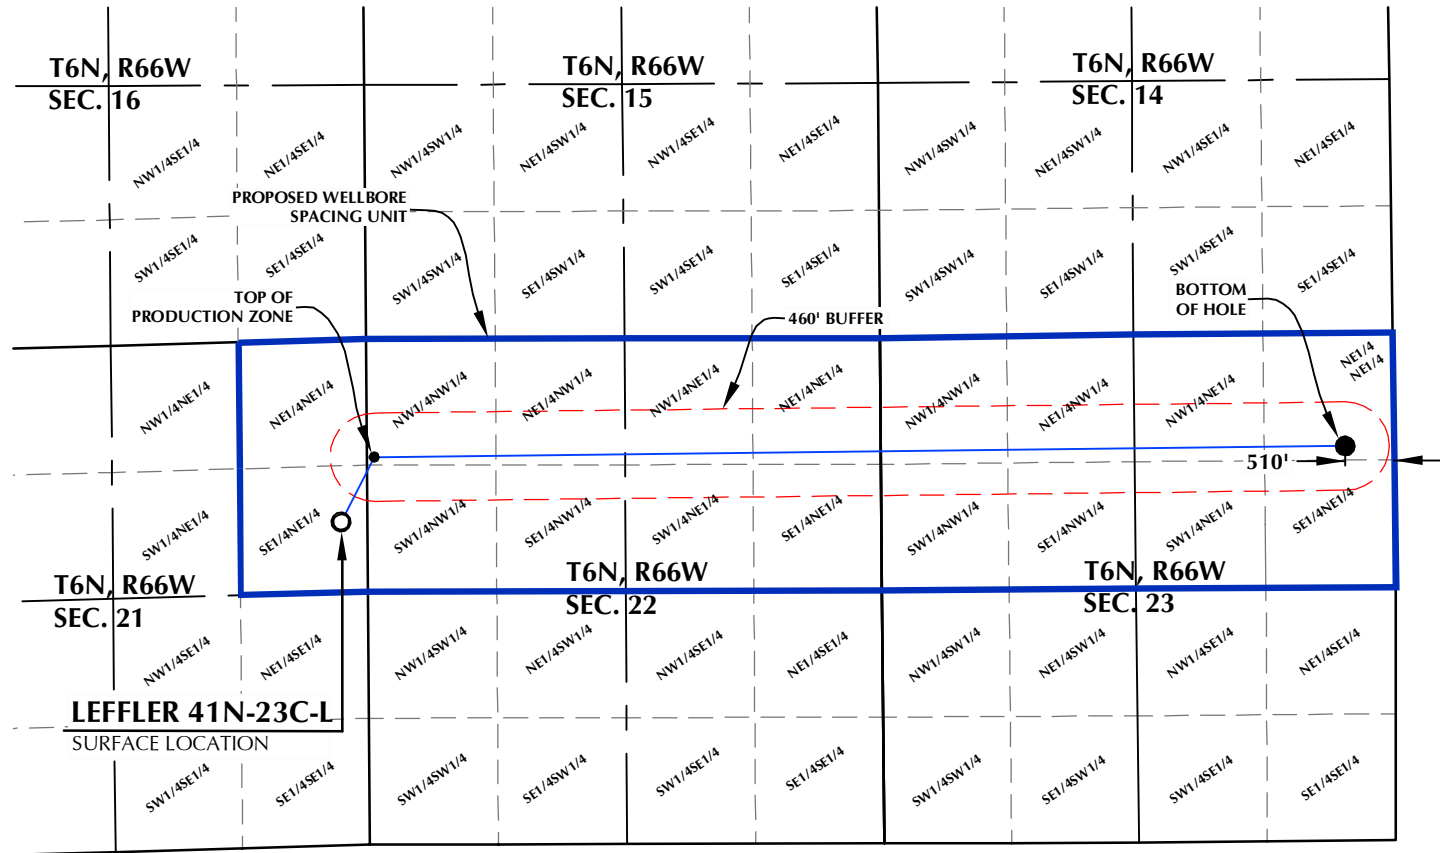 T6N, R66W
SEC. 16
T6N, R66W
SEC. 15
T6N, R66W
SEC. 14
NW1/4SE1/4
NE1/4SE1/4
NW1/4SW1/4
NE1/4SW1/4
NW1/4SE1/4
NE1/4SE1/4
NW1/4SW1/4
NE1/4SW1/4
NW1/4SE1/4
NE1/4SE1/4
PROPOSED WELLBORE
SPACING UNIT
SW1/4SE1/4
SE1/4SE1/4
SW1/4SW1/4
SE1/4SW1/4
SW1/4SE1/4
SE1/4SE1/4
SW1/4SW1/4
SE1/4SW1/4
SW1/4SE1/4
SE1/4SE1/4
TOP OF
PRODUCTION ZONE
460' BUFFER
BOTTOM
OF HOLE
NW1/4NE1/4
NE1/4NE1/4
NW1/4NW1/4
NE1/4NW1/4
NW1/4NE1/4
NE1/4NE1/4
NW1/4NW1/4
NE1/4NW1/4
NW1/4NE1/4
NE1/4
NE1/4
510'
SW1/4NE1/4
SE1/4NE1/4
SW1/4NW1/4
SE1/4NW1/4
SW1/4NE1/4
SE1/4NE1/4
SW1/4NW1/4
SE1/4NW1/4
SW1/4NE1/4
SE1/4NE1/4
T6N, R66W
SEC. 21
T6N, R66W
SEC. 22
T6N, R66W
SEC. 23
NW1/4SE1/4
NE1/4SE1/4
NW1/4SW1/4
NE1/4SW1/4
NW1/4SE1/4
NE1/4SE1/4
NW1/4SW1/4
NE1/4SW1/4
NW1/4SE1/4
NE1/4SE1/4
LEFFLER 41N-23C-L
SURFACE LOCATION
SW1/4SE1/4
SE1/4SE1/4
SW1/4SW1/4
SE1/4SW1/4
SW1/4SE1/4
SE1/4SE1/4
SW1/4SW1/4
SE1/4SW1/4
SW1/4SE1/4
SE1/4SE1/4